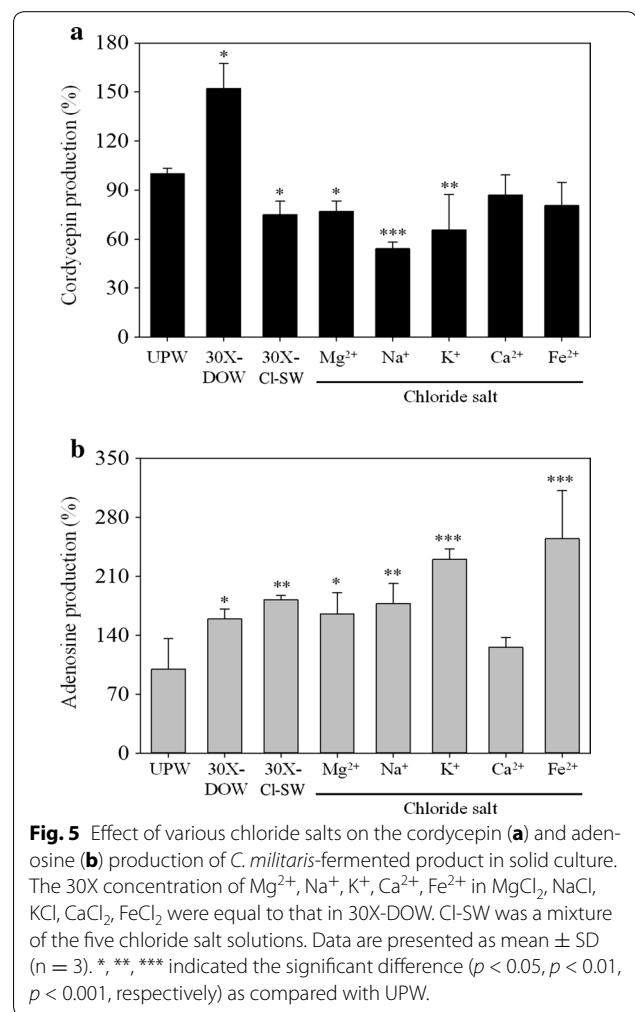 a
Cordycepin production (%)
180
150
120
90
60
30
0
*
*
*
***
**
UPW
30X-
DOW
30X-
Cl-SW
Mg²⁺
Na⁺
K⁺
Ca²⁺
Fe²⁺
Chloride salt
b
Adenosine production (%)
350
280
210
140
70
0
*
**
*
**
***
***
UPW
30X-
DOW
30X-
Cl-SW
Mg²⁺
Na⁺
K⁺
Ca²⁺
Fe²⁺
Chloride salt
Fig. 5 Effect of various chloride salts on the cordycepin (a) and aden-
osine (b) production of C. militaris-fermented product in solid culture.
The 30X concentration of Mg²⁺, Na⁺, K⁺, Ca²⁺, Fe²⁺ in MgCl₂, NaCl,
KCl, CaCl₂, FeCl₂ were equal to that in 30X-DOW. Cl-SW was a mixture
of the five chloride salt solutions. Data are presented as mean ± SD
(n = 3). *, **, *** indicated the significant difference (p < 0.05, p < 0.01,
p < 0.001, respectively) as compared with UPW.